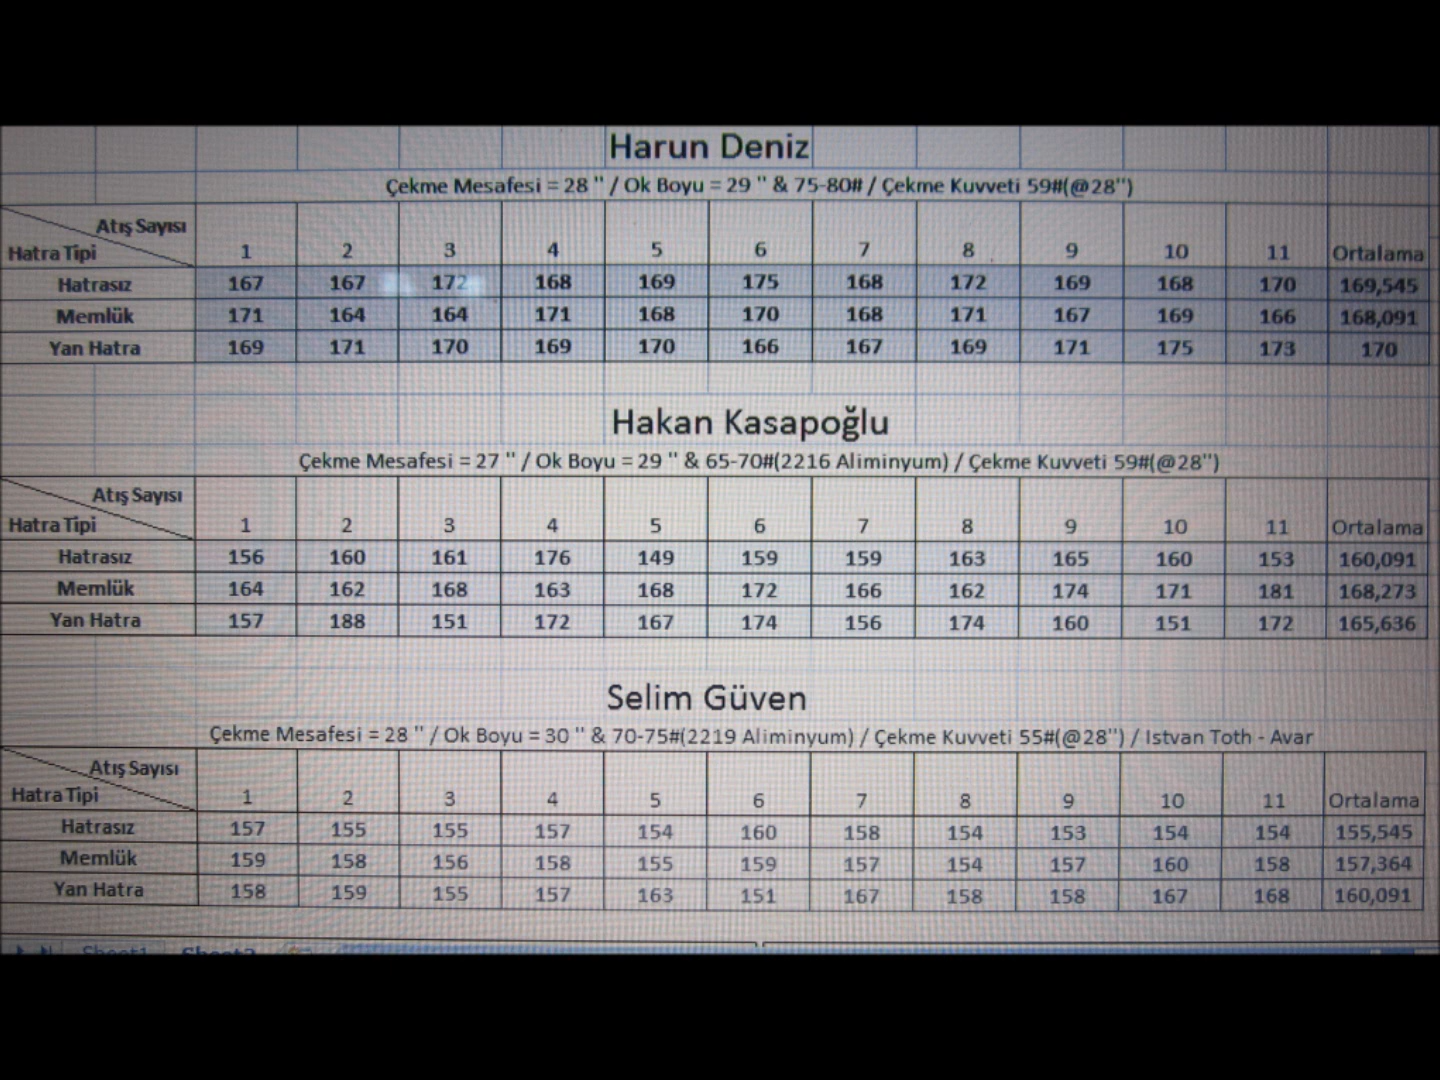 Harun Deniz
Çekme Mesafesi = 28 " / Ok Boyu = 29 " & 75-80# / Çekme Kuvveti 59#(@28")
Atış Sayısı
Hatra Tipi 1 2 3 4 5 6 7 8 9 10 11 Ortalama
Hatrasız 167 167 172 168 169 175 168 172 169 168 170 169,545
Memlük 171 164 164 171 168 170 168 171 167 169 166 168,091
Yan Hatra 169 171 170 169 170 166 167 169 171 175 173 170
Hakan Kasapoğlu
Çekme Mesafesi = 27 " / Ok Boyu = 29 " & 65-70#(2216 Aliminyum) / Çekme Kuvveti 59#(@28")
Atış Sayısı
Hatra Tipi 1 2 3 4 5 6 7 8 9 10 11 Ortalama
Hatrasız 156 160 161 176 149 159 159 163 165 160 153 160,091
Memlük 164 162 168 163 168 172 166 162 174 171 181 168,273
Yan Hatra 157 188 151 172 167 174 156 174 160 151 172 165,636
Selim Güven
Çekme Mesafesi = 28 " / Ok Boyu = 30 " & 70-75#(2219 Aliminyum) / Çekme Kuvveti 55#(@28") / Istvan Toth - Avar
Atış Sayısı
Hatra Tipi 1 2 3 4 5 6 7 8 9 10 11 Ortalama
Hatrasız 157 155 155 157 154 160 158 154 153 154 154 155,545
Memlük 159 158 156 158 155 159 157 154 157 160 158 157,364
Yan Hatra 158 159 155 157 163 151 167 158 158 167 168 160,091
Sheet1 Sheet2